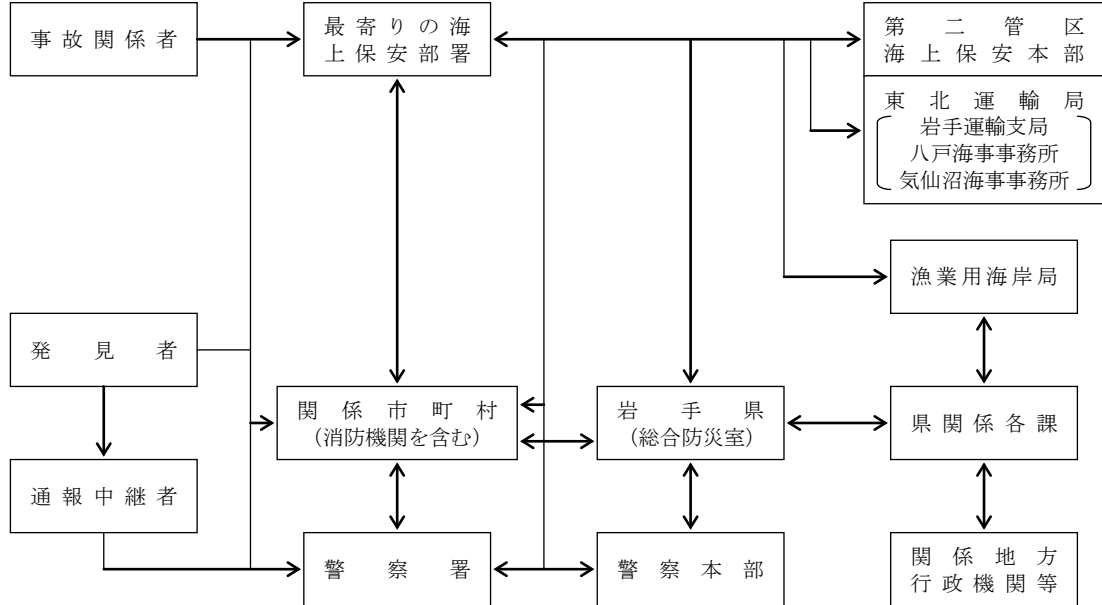 事故関係者
最寄りの海
上保安部署
第二管区
海上保安本部
東北運輸局
岩手運輸支局
八戸海事事務所
気仙沼海事事務所
漁業用海岸局
発見者
関係市町村
(消防機関を含む)
岩手県
(総合防災室)
県関係各課
通報中継者
警察署
警察本部
関係地方
行政機関等